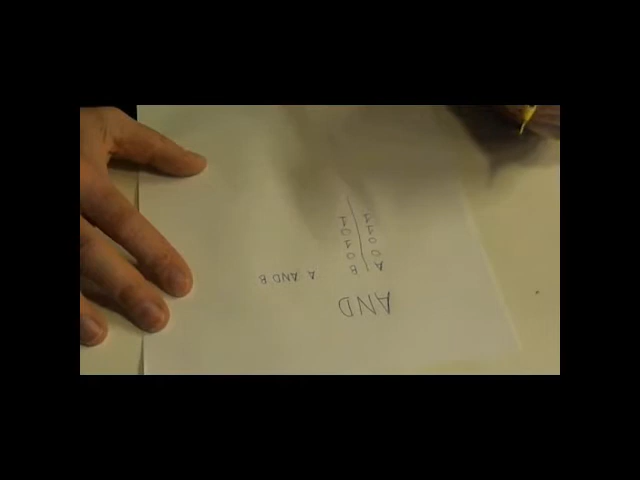 AND
A B A AND B
0 0
0 1
1 0
1 1